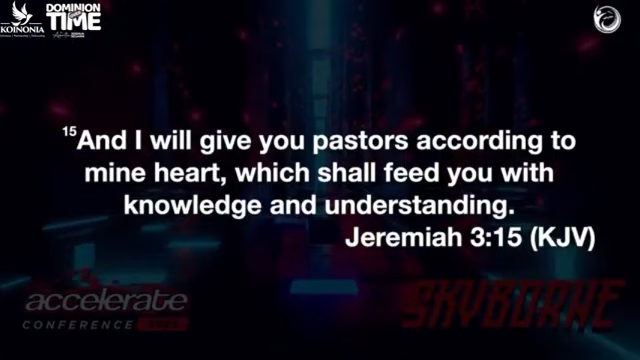 KOINONIA
DOMINION
TIME
¹⁵And I will give you pastors according to
mine heart, which shall feed you with
knowledge and understanding.
Jeremiah 3:15 (KJV)
accelerate
CONFERENCE
SKYBORNE